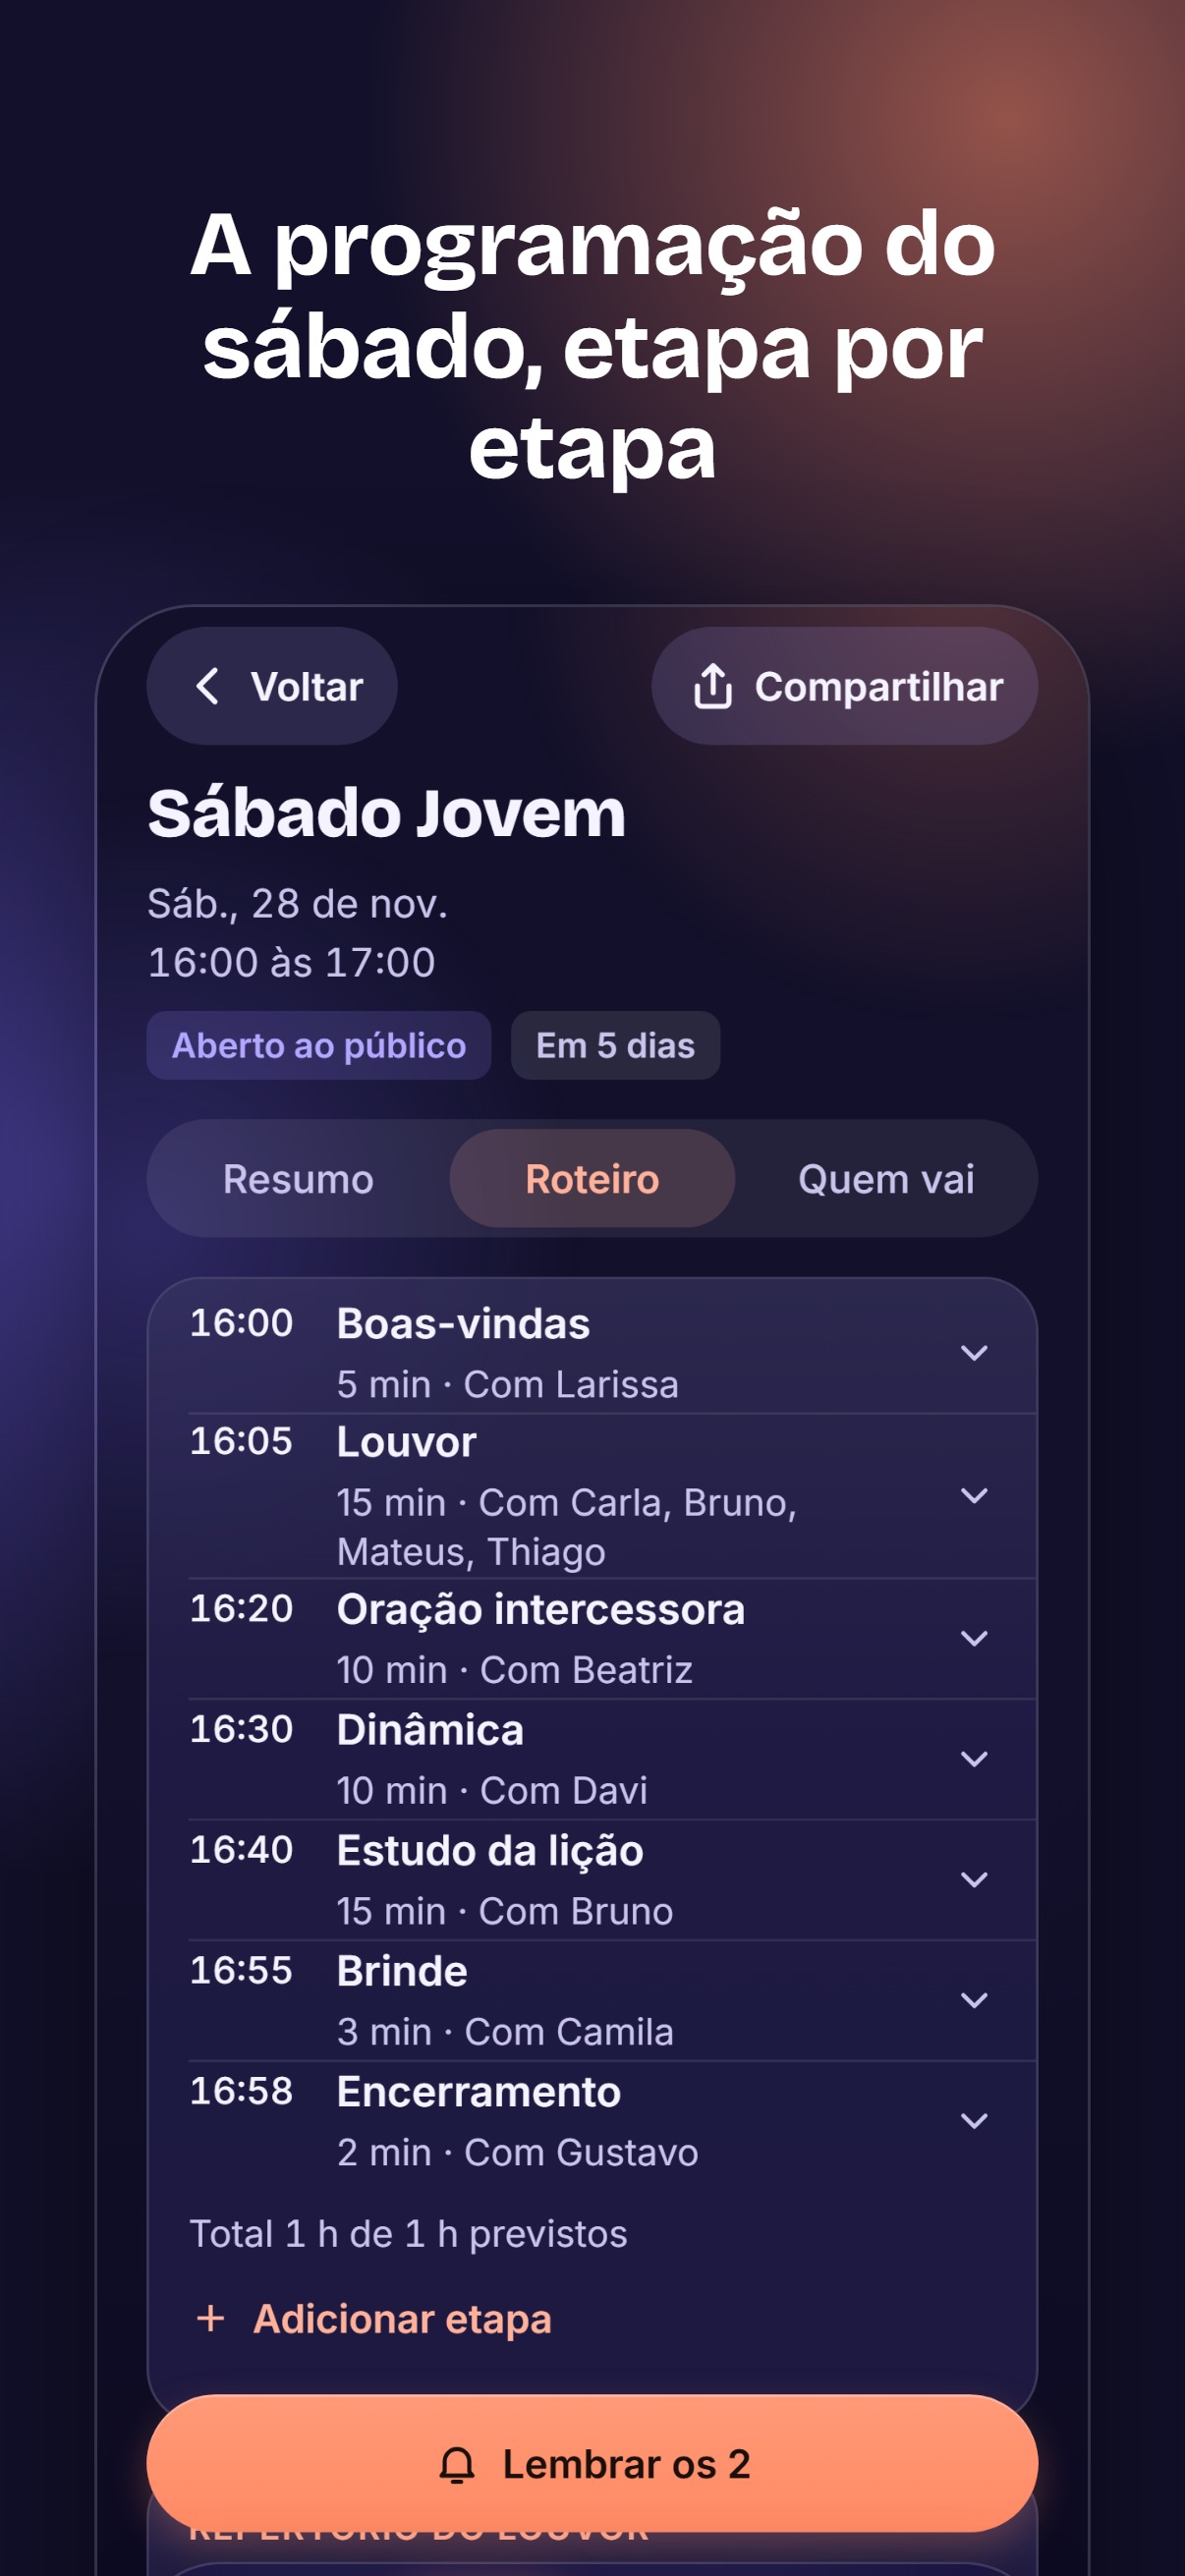 A programação do
sábado, etapa por
etapa
Voltar
Compartilhar
Sábado Jovem
Sáb., 28 de nov.
16:00 às 17:00
Aberto ao público
Em 5 dias
Resumo
Roteiro
Quem vai
16:00 Boas-vindas
5 min · Com Larissa
16:05 Louvor
15 min · Com Carla, Bruno,
Mateus, Thiago
16:20 Oração intercessora
10 min · Com Beatriz
16:30 Dinâmica
10 min · Com Davi
16:40 Estudo da lição
15 min · Com Bruno
16:55 Brinde
3 min · Com Camila
16:58 Encerramento
2 min · Com Gustavo
Total 1 h de 1 h previstos
+ Adicionar etapa
Lembrar os 2
REPERTÓRIO DO LOUVOR